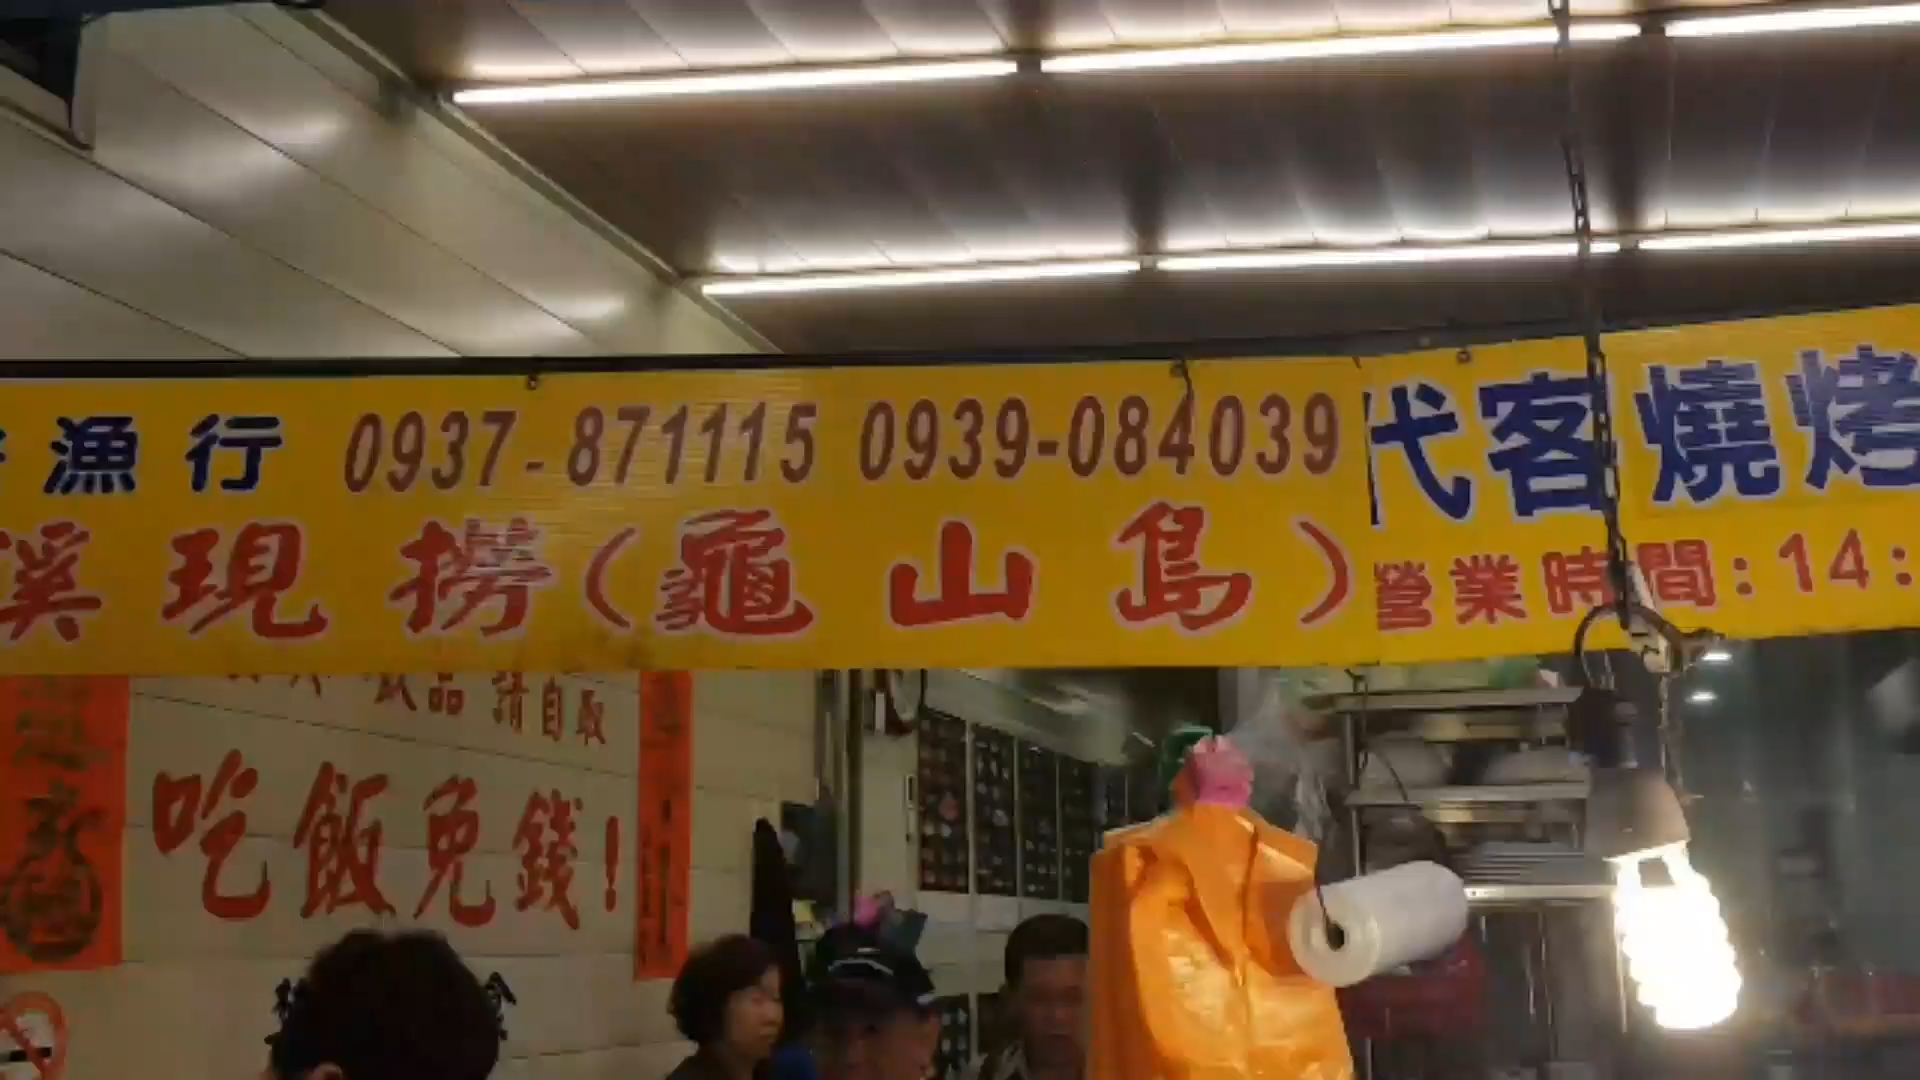 漁行 0937-871115 0939-084039
溪現撈(龜山島)
代客燒烤
營業時間:14:
飲品 請自取
吃飯免錢!